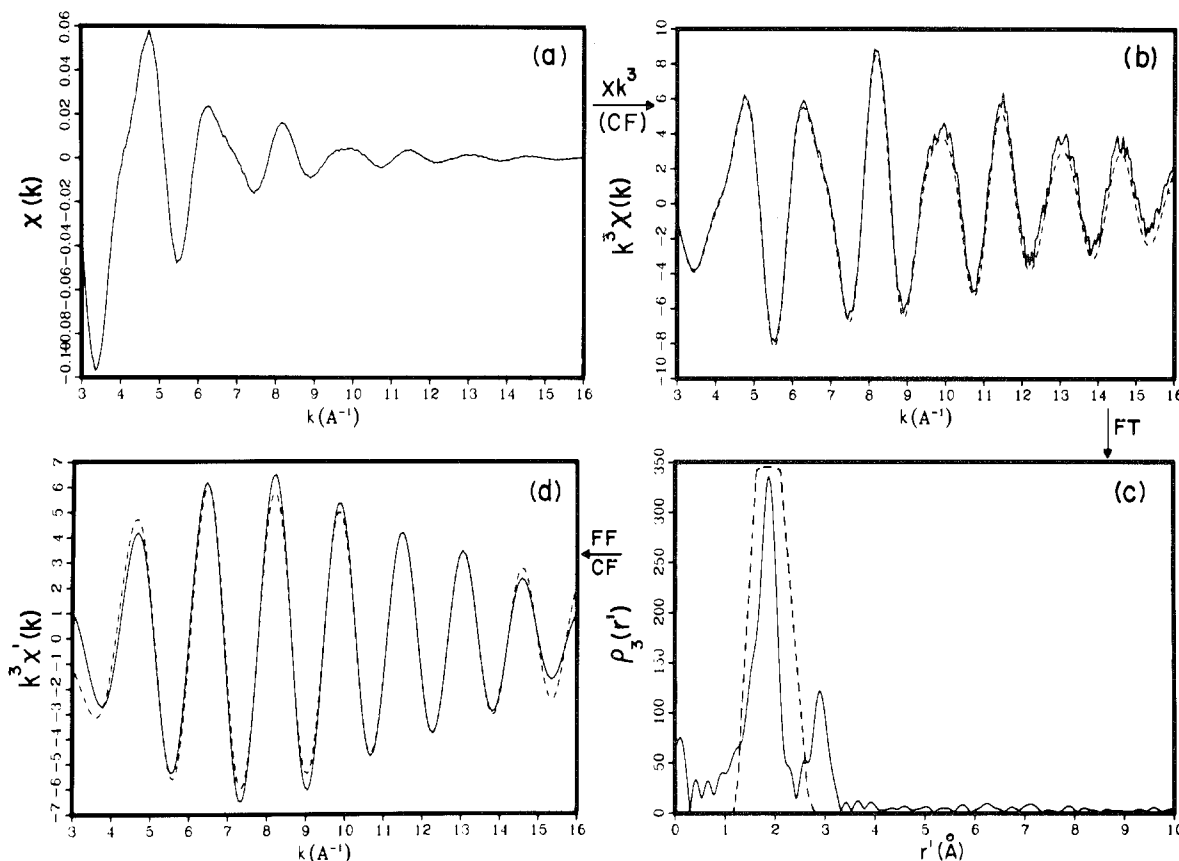 (a)
χ(k)
0.06
0.04
0.02
0
-0.02
-0.04
-0.06
-0.08
-0.10
3 4 5 6 7 8 9 10 11 12 13 14 15 16
k(A⁻¹)
Xk³
(CF)
(b)
k³χ(k)
10
8
6
4
2
0
-2
-4
-6
-8
-10
3 4 5 6 7 8 9 10 11 12 13 14 15 16
k(A⁻¹)
FT
(d)
k³χ'(k)
7
6
5
4
3
2
1
0
-1
-2
-3
-4
-5
-6
-7
3 4 5 6 7 8 9 10 11 12 13 14 15 16
k(A⁻¹)
FF
CF
(c)
ρ₃(r')
350
300
250
200
150
100
50
0
0 1 2 3 4 5 6 7 8 9 10
r'(Å)